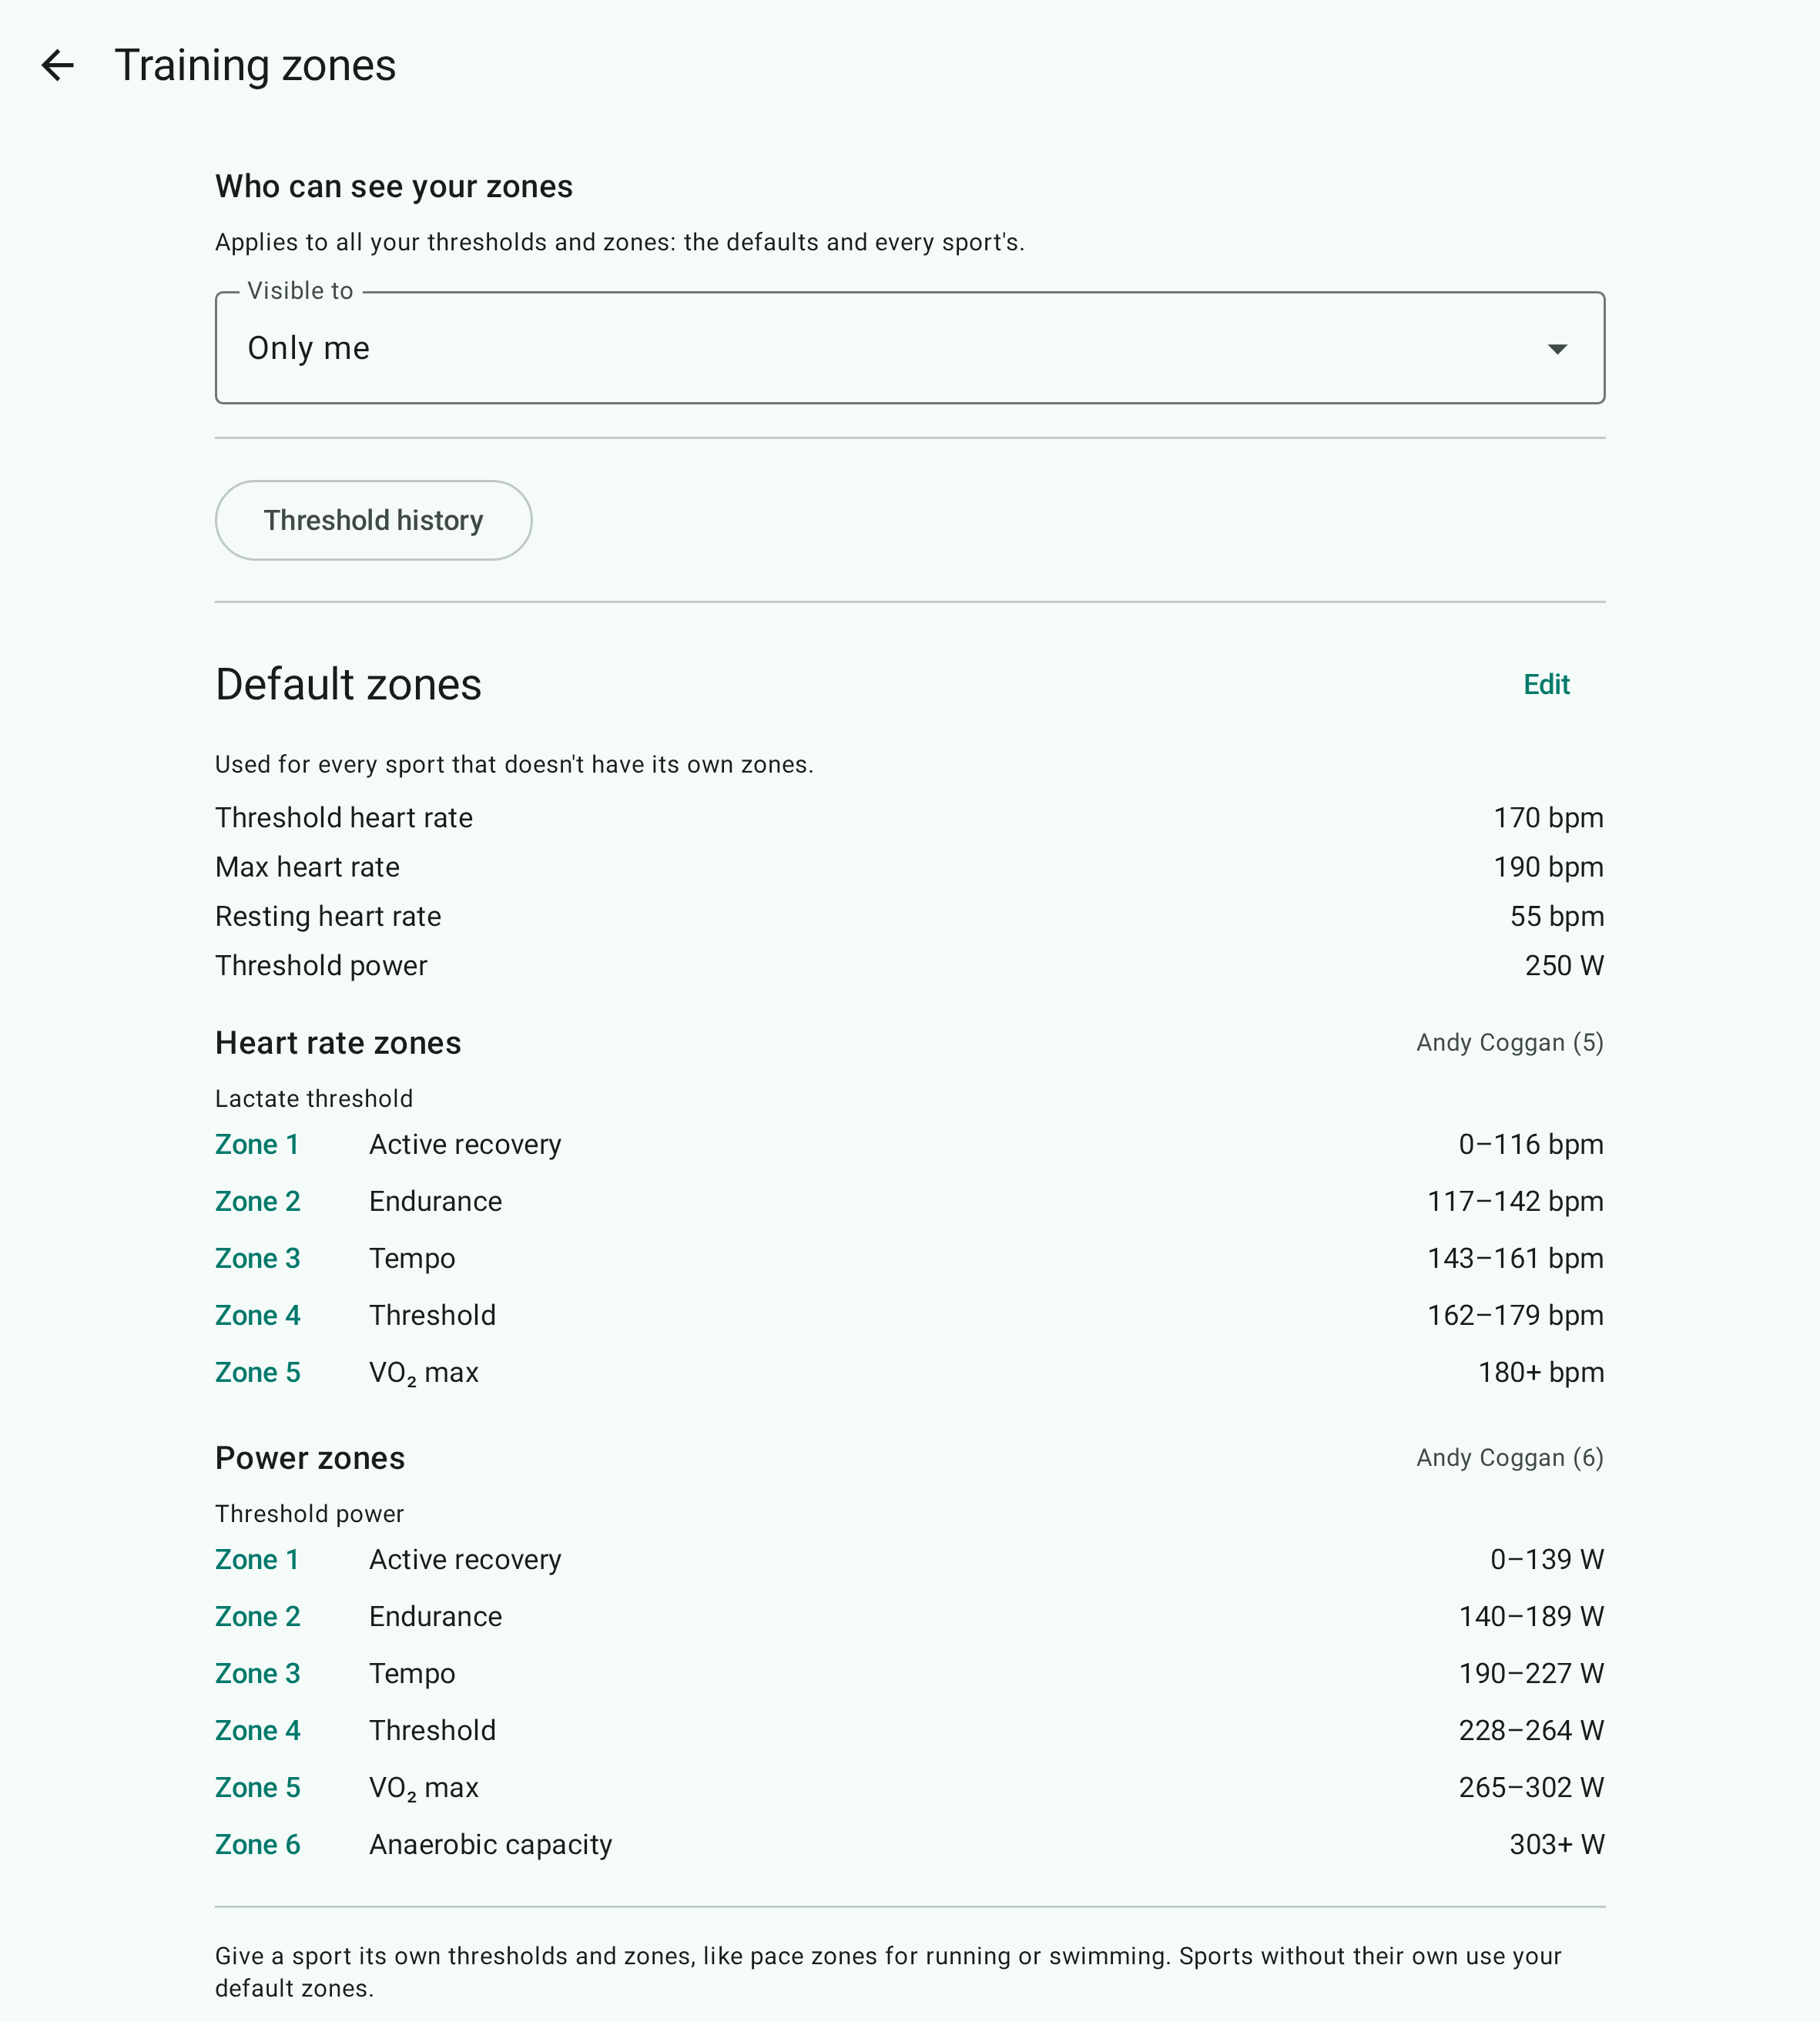 Training zones
Who can see your zones
Applies to all your thresholds and zones: the defaults and every sport's.
Visible to
Only me
Threshold history
Default zones Edit
Used for every sport that doesn't have its own zones.
Threshold heart rate 170 bpm
Max heart rate 190 bpm
Resting heart rate 55 bpm
Threshold power 250 W
Heart rate zones Andy Coggan (5)
Lactate threshold
Zone 1 Active recovery 0–116 bpm
Zone 2 Endurance 117–142 bpm
Zone 3 Tempo 143–161 bpm
Zone 4 Threshold 162–179 bpm
Zone 5 VO₂ max 180+ bpm
Power zones Andy Coggan (6)
Threshold power
Zone 1 Active recovery 0–139 W
Zone 2 Endurance 140–189 W
Zone 3 Tempo 190–227 W
Zone 4 Threshold 228–264 W
Zone 5 VO₂ max 265–302 W
Zone 6 Anaerobic capacity 303+ W
Give a sport its own thresholds and zones, like pace zones for running or swimming. Sports without their own use your
default zones.